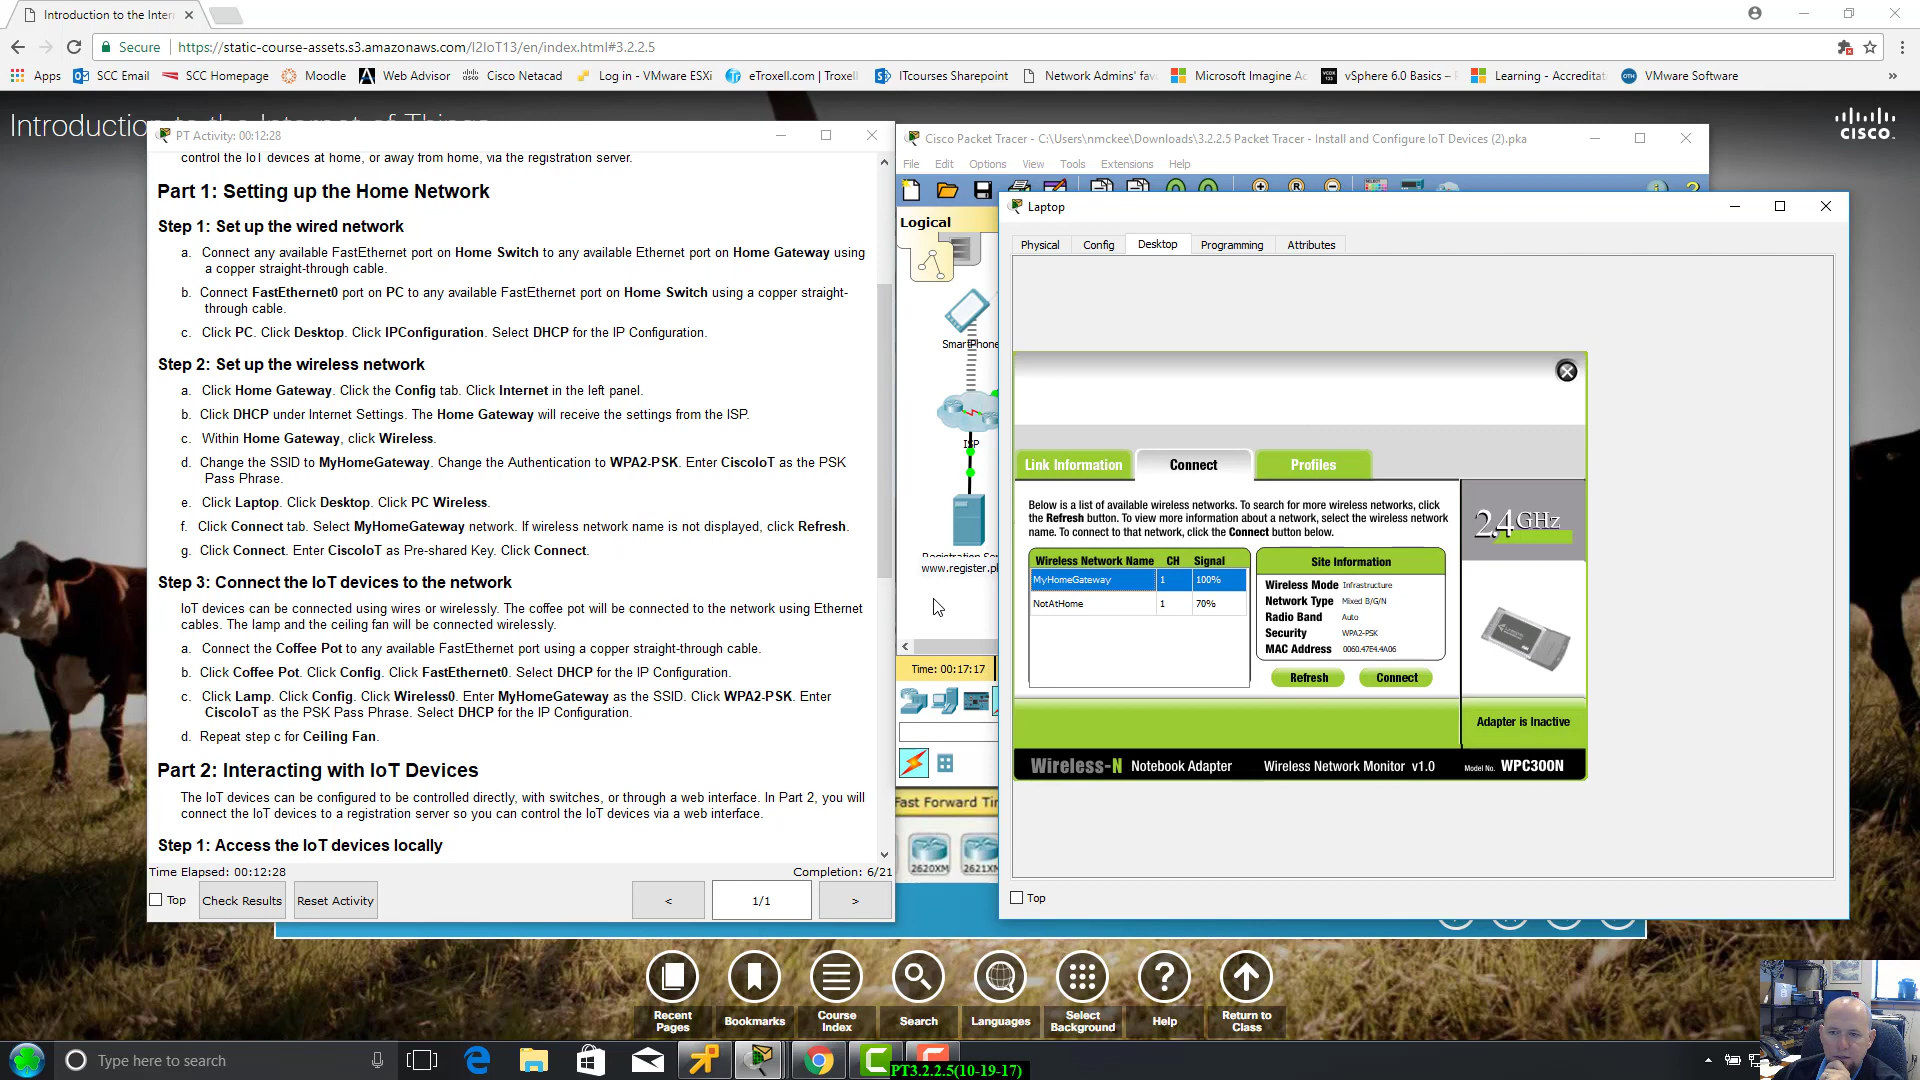 Introduction to the Inter
Secure
https://static-course-assets.s3.amazonaws.com/I2IoT13/en/index.html#3.2.2.5
Apps
SCC Email
SCC Homepage
Moodle
Web Advisor
Cisco Netacad
Log in - VMware ESXi
eTroxell.com | Troxell
ITcourses Sharepoint
Network Admins' fav
Microsoft Imagine Ac
vSphere 6.0 Basics –
Learning - Accreditat
VMware Software
Introduction to the Internet of Things
CISCO
PT Activity: 00:12:28
control the IoT devices at home, or away from home, via the registration server.
Part 1: Setting up the Home Network
Step 1: Set up the wired network
a. Connect any available FastEthernet port on Home Switch to any available Ethernet port on Home Gateway using
a copper straight-through cable.
b. Connect FastEthernet0 port on PC to any available FastEthernet port on Home Switch using a copper straight-
through cable.
c. Click PC. Click Desktop. Click IPConfiguration. Select DHCP for the IP Configuration.
Step 2: Set up the wireless network
a. Click Home Gateway. Click the Config tab. Click Internet in the left panel.
b. Click DHCP under Internet Settings. The Home Gateway will receive the settings from the ISP.
c. Within Home Gateway, click Wireless.
d. Change the SSID to MyHomeGateway. Change the Authentication to WPA2-PSK. Enter CiscoIoT as the PSK
Pass Phrase.
e. Click Laptop. Click Desktop. Click PC Wireless.
f. Click Connect tab. Select MyHomeGateway network. If wireless network name is not displayed, click Refresh.
g. Click Connect. Enter CiscoIoT as Pre-shared Key. Click Connect.
Step 3: Connect the IoT devices to the network
IoT devices can be connected using wires or wirelessly. The coffee pot will be connected to the network using Ethernet
cables. The lamp and the ceiling fan will be connected wirelessly.
a. Connect the Coffee Pot to any available FastEthernet port using a copper straight-through cable.
b. Click Coffee Pot. Click Config. Click FastEthernet0. Select DHCP for the IP Configuration.
c. Click Lamp. Click Config. Click Wireless0. Enter MyHomeGateway as the SSID. Click WPA2-PSK. Enter
CiscoIoT as the PSK Pass Phrase. Select DHCP for the IP Configuration.
d. Repeat step c for Ceiling Fan.
Part 2: Interacting with IoT Devices
The IoT devices can be configured to be controlled directly, with switches, or through a web interface. In Part 2, you will
connect the IoT devices to a registration server so you can control the IoT devices via a web interface.
Step 1: Access the IoT devices locally
Time Elapsed: 00:12:28
Completion: 6/21
Top
Check Results
Reset Activity
<
1/1
>
Cisco Packet Tracer - C:\Users\nmckee\Downloads\3.2.2.5 Packet Tracer - Install and Configure IoT Devices (2).pka
File Edit Options View Tools Extensions Help
Logical
SmartPhone
ISP
Registration Se
www.register.p
Time: 00:17:17
Fast Forward Ti
2620XM
2621X
Laptop
Physical
Config
Desktop
Programming
Attributes
Link Information
Connect
Profiles
Below is a list of available wireless networks. To search for more wireless networks, click
the Refresh button. To view more information about a network, select the wireless network
name. To connect to that network, click the Connect button below.
2.4GHz
Wireless Network Name CH Signal
MyHomeGateway 1 100%
NotAtHome 1 70%
Site Information
Wireless Mode Infrastructure
Network Type Mixed B/G/N
Radio Band Auto
Security WPA2-PSK
MAC Address 0060.47E4.4A06
Refresh
Connect
Adapter is Inactive
Wireless-N Notebook Adapter
Wireless Network Monitor v1.0
Model No. WPC300N
Top
Recent
Pages
Bookmarks
Course
Index
Search
Languages
Select
Background
Help
Return to
Class
Type here to search
PT3.2.2.5(10-19-17)